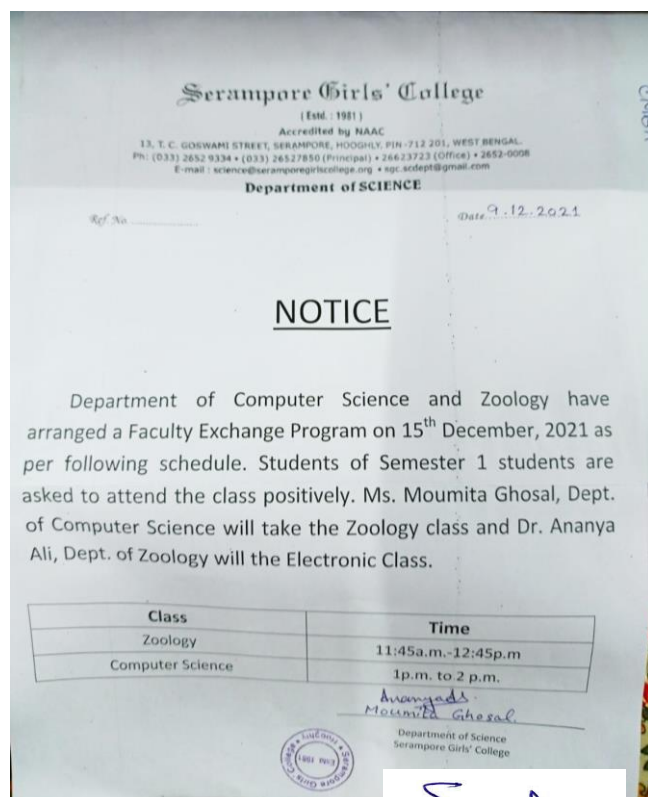 Serampore Girls' College
( Estd. : 1981 )
Accredited by NAAC
13, T. C. GOSWAMI STREET, SERAMPORE, HOOGHLY, PIN -712 201, WEST BENGAL.
Ph: (033) 2652 9334 • (033) 26527850 (Principal) • 26623723 (Office) • 2652-0008
E-mail : science@seramporegirlscollege.org • sgc.scdept@gmail.com
Department of SCIENCE
Ref. No
Date 9.12.2021
NOTICE
Department of Computer Science and Zoology have
arranged a Faculty Exchange Program on 15th December, 2021 as
per following schedule. Students of Semester 1 students are
asked to attend the class positively. Ms. Moumita Ghosal, Dept.
of Computer Science will take the Zoology class and Dr. Ananya
Ali, Dept. of Zoology will the Electronic Class.
Class Time
Zoology 11:45a.m.-12:45p.m
Computer Science 1p.m. to 2 p.m.
Moumita Ghosal
Department of Science
Serampore Girls' College
Serampore Girls' College • Hooghly •
Estd 1981